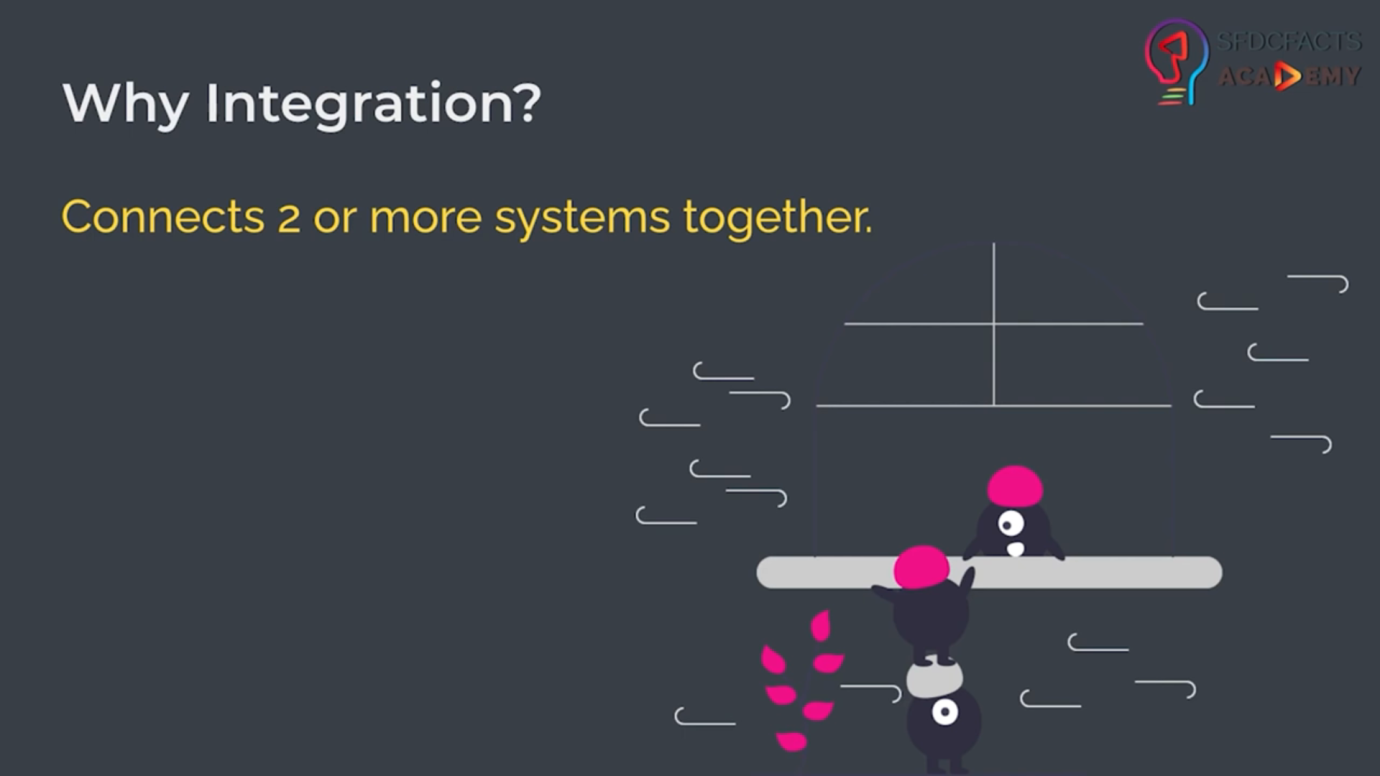 SFDCFACTS
ACADEMY
Why Integration?
Connects 2 or more systems together.